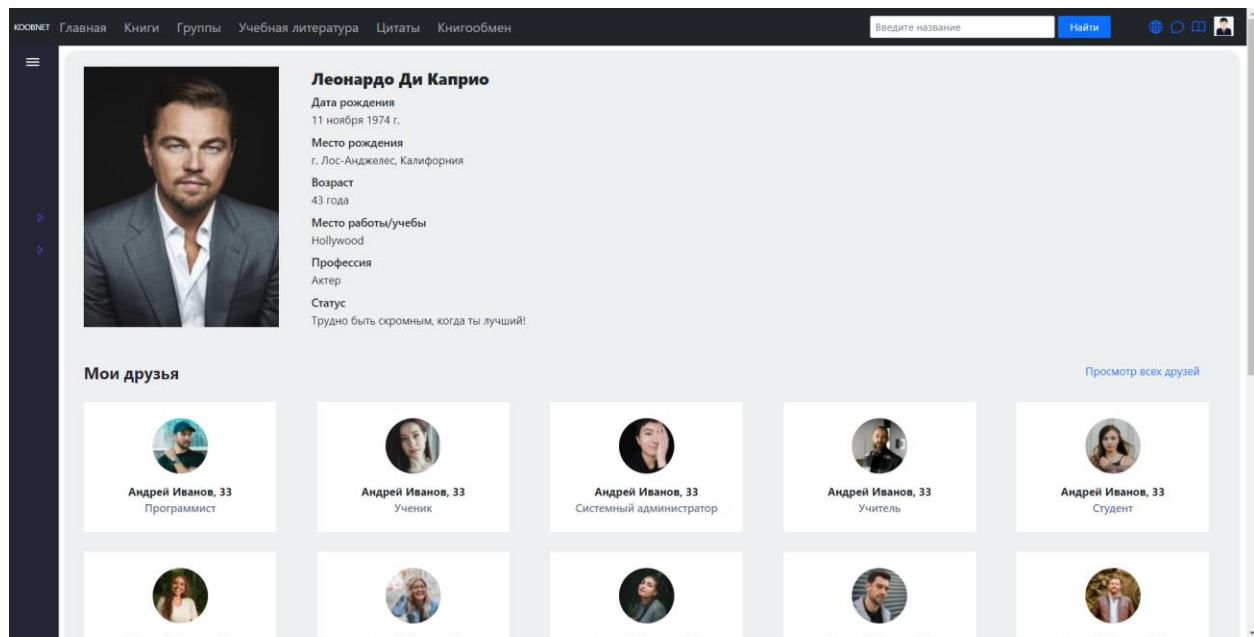 KOOBNET Главная Книги Группы Учебная литература Цитаты Книгообмен Введите название Найти
Леонардо Ди Каприо
Дата рождения
11 ноября 1974 г.
Место рождения
г. Лос-Анджелес, Калифорния
Возраст
43 года
Место работы/учебы
Hollywood
Профессия
Актер
Статус
Трудно быть скромным, когда ты лучший!
Мои друзья Просмотр всех друзей
Андрей Иванов, 33 Андрей Иванов, 33 Андрей Иванов, 33 Андрей Иванов, 33 Андрей Иванов, 33
Программист Ученик Системный администратор Учитель Студент